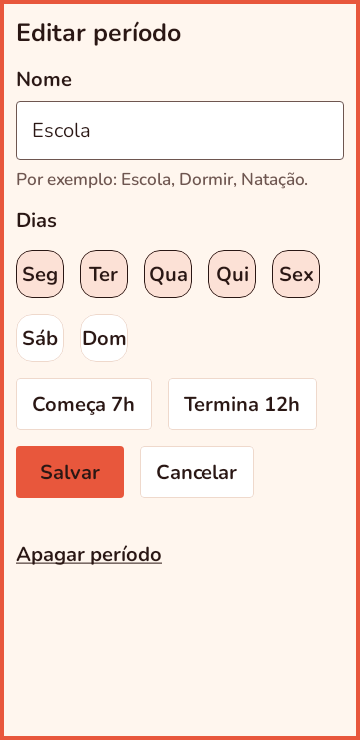 Editar período
Nome
Escola
Por exemplo: Escola, Dormir, Natação.
Dias
Seg Ter Qua Qui Sex
Sáb Dom
Começa 7h Termina 12h
Salvar Cancelar
Apagar período